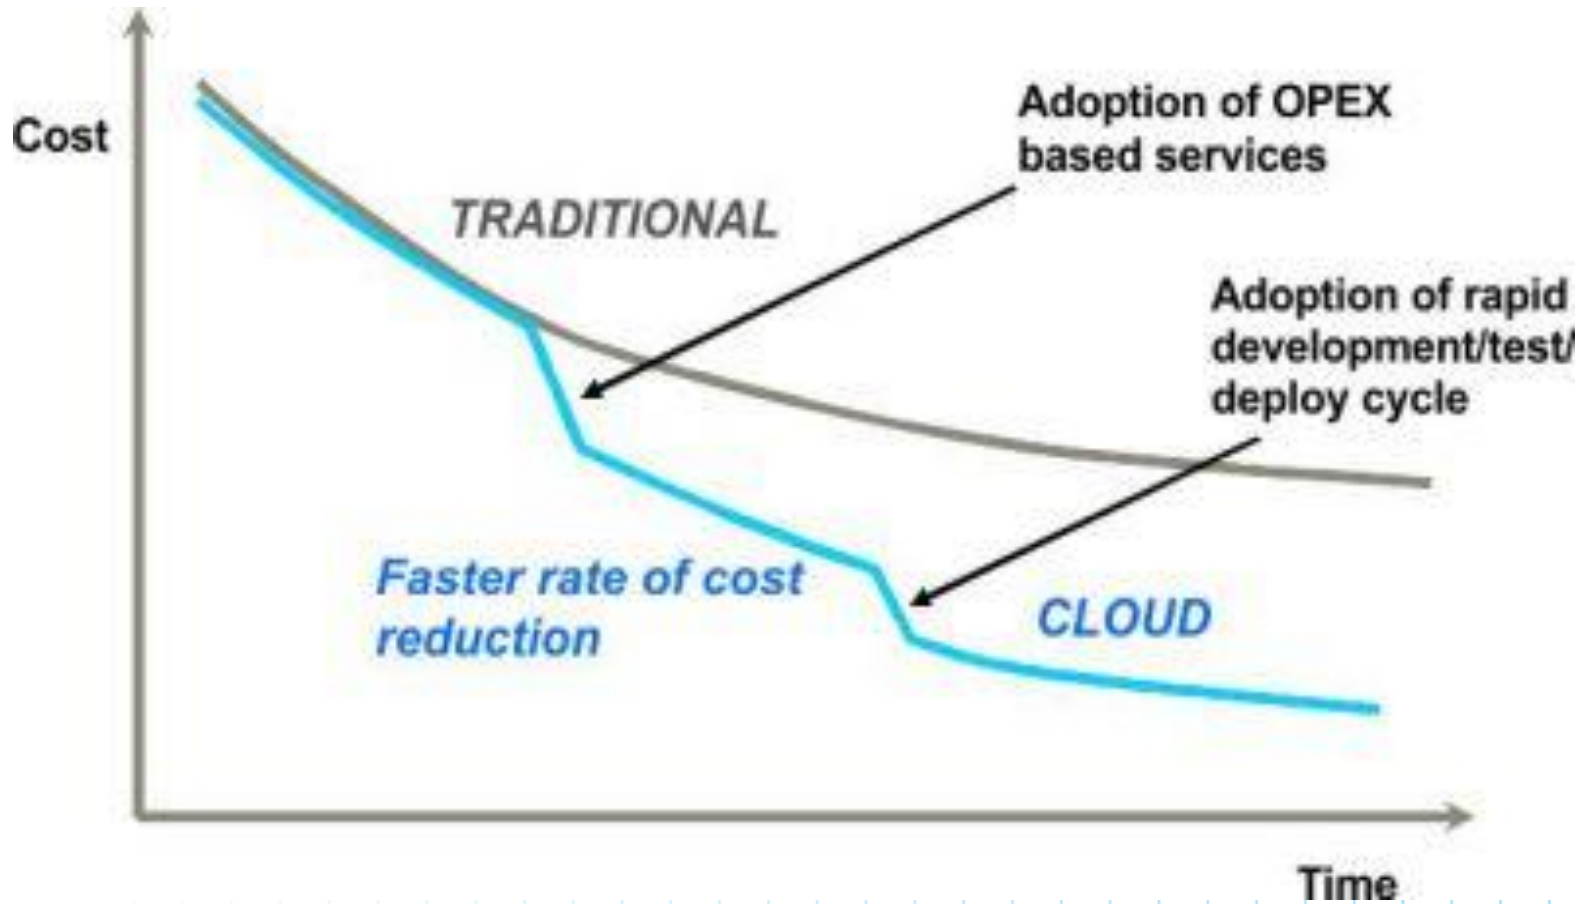 Cost
Adoption of OPEX
based services
TRADITIONAL
Adoption of rapid
development/test/
deploy cycle
Faster rate of cost
reduction
CLOUD
Time